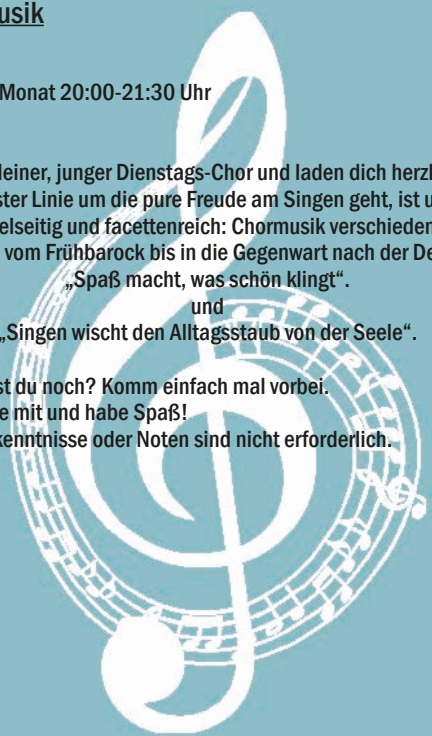 usik
Monat 20:00-21:30 Uhr
leiner, junger Dienstags-Chor und laden dich herzl
ster Linie um die pure Freude am Singen geht, ist u
elseitig und facettenreich: Chormusik verschieden
vom Frühbarock bis in die Gegenwart nach der De
„Spaß macht, was schön klingt“.
und
„Singen wischt den Alltagsstaub von der Seele“.
st du noch? Komm einfach mal vorbei.
e mit und habe Spaß!
kenntnisse oder Noten sind nicht erforderlich.